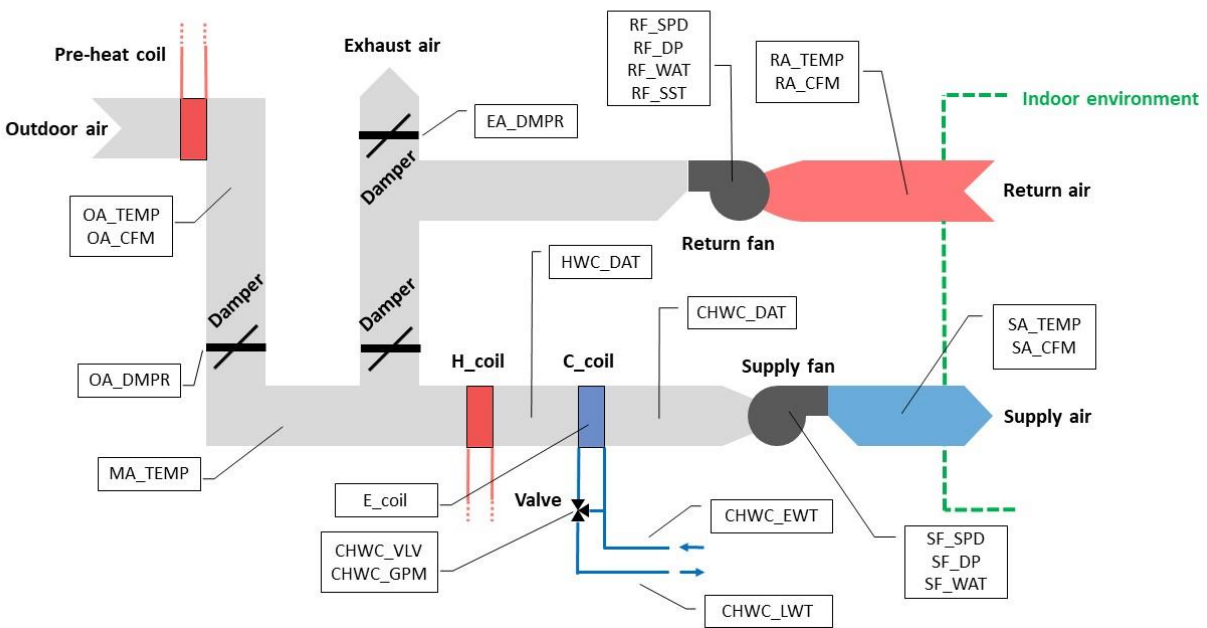 Pre-heat coil
Outdoor air
Exhaust air
RF_SPD
RF_DP
RF_WAT
RF_SST
RA_TEMP
RA_CFM
Indoor environment
EA_DMPR
Damper
Return air
Return fan
OA_TEMP
OA_CFM
HWC_DAT
Damper
Damper
CHWC_DAT
SA_TEMP
SA_CFM
OA_DMPR
H_coil
C_coil
Supply fan
Supply air
MA_TEMP
E_coil
Valve
CHWC_EWT
CHWC_VLV
CHWC_GPM
SF_SPD
SF_DP
SF_WAT
CHWC_LWT